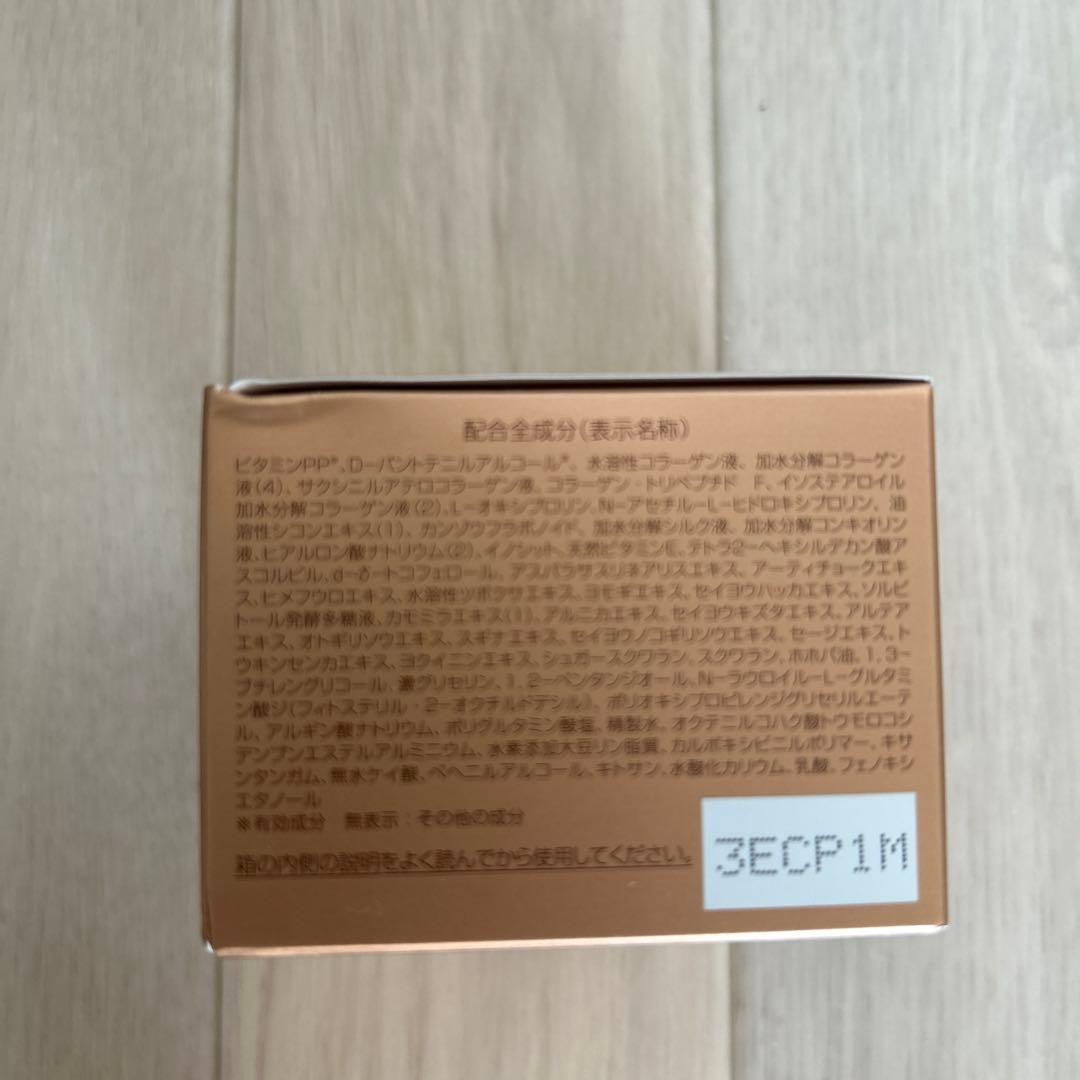 配合全成分(表示名称)
ビタミンPP*、D-パントテニルアルコール*、水溶性コラーゲン液、加水分解コラーゲン
液(4)、サクシニルアテロコラーゲン液、コラーゲン・トリペプチド F、イソステアロイル
加水分解コラーゲン液(2)、L-オキシプロリン、N-アセチル-L-ヒドロキシプロリン、油
溶性シコンエキス(1)、カンゾウフラボノイド、加水分解シルク液、加水分解コンキオリン
液、ヒアルロン酸ナトリウム(2)、イノシット、天然ビタミンE、テトラ2-ヘキシルデカン酸ア
スコルビル、d-δ-トコフェロール、アスパラサスリネアリスエキス、アーティチョークエキ
ス、ヒメフウロエキス、水溶性ツボクサエキス、ヨモギエキス、セイヨウハッカエキス、ソルビ
トール発酵多糖液、カモミラエキス(1)、アルニカエキス、セイヨウキズタエキス、アルテア
エキス、オトギリソウエキス、スギナエキス、セイヨウノコギリソウエキス、セージエキス、ト
ウキンセンカエキス、ヨクイニンエキス、シュガースクワラン、スクワラン、ホホバ油、1,3-
ブチレングリコール、濃グリセリン、1,2-ペンタンジオール、N-ラウロイル-L-グルタミ
ン酸ジ(フィトステリル・2-オクチルドデシル)、ポリオキシプロピレンジグリセリルエーテ
ル、アルギン酸ナトリウム、ポリグルタミン酸塩、精製水、オクテニルコハク酸トウモロコシ
デンプンエステルアルミニウム、水素添加大豆リン脂質、カルボキシビニルポリマー、キサ
ンタンガム、無水ケイ酸、ベヘニルアルコール、キトサン、水酸化カリウム、乳酸、フェノキシ
エタノール
※有効成分 無表示:その他の成分
箱の内側の説明をよく読んでから使用してください。
3ECP1M